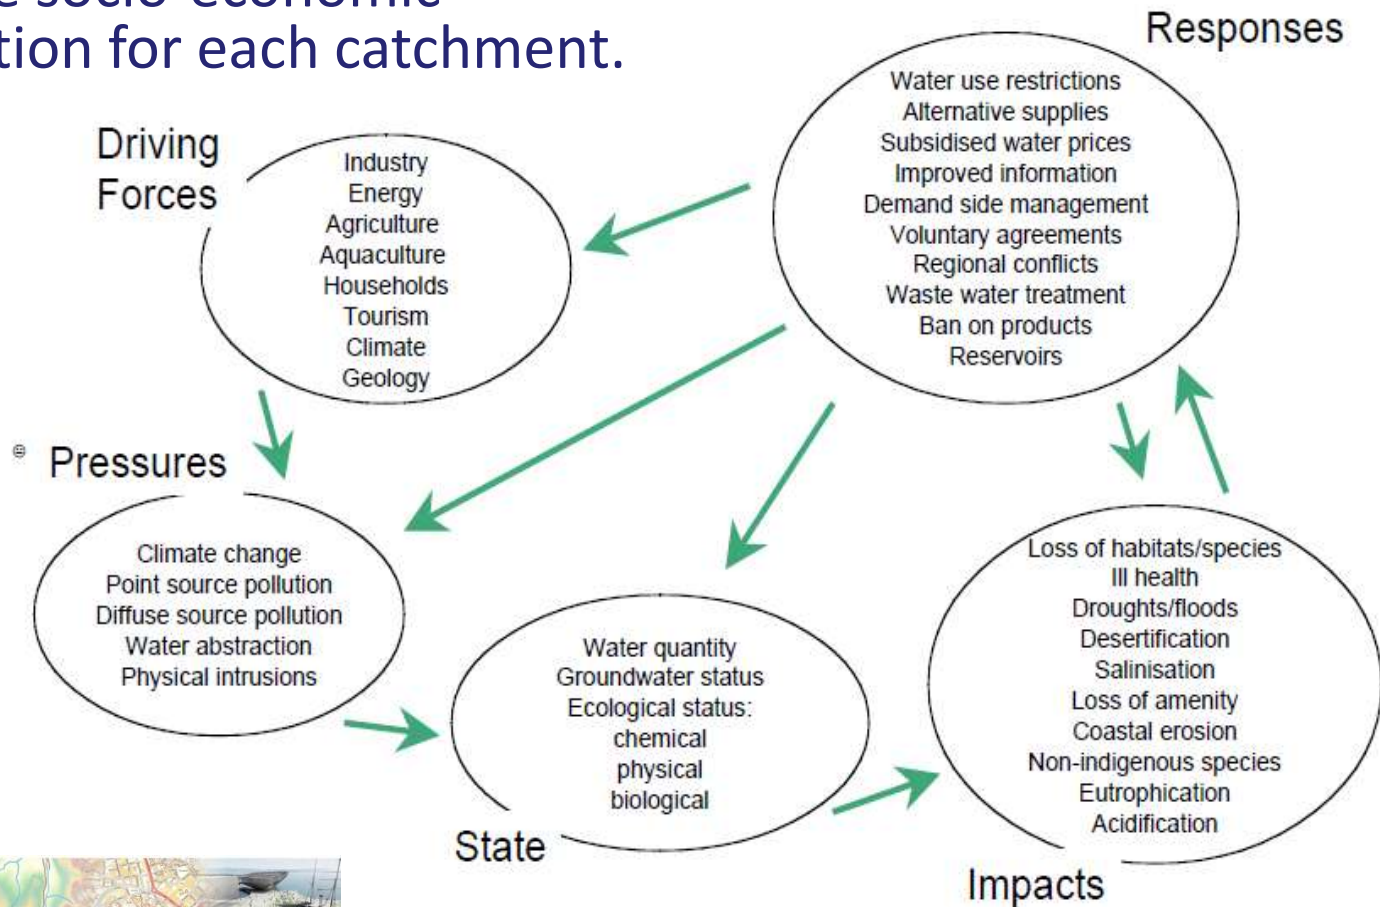 e socio-economic
tion for each catchment.
Responses
Water use restrictions
Alternative supplies
Subsidised water prices
Improved information
Demand side management
Voluntary agreements
Regional conflicts
Waste water treatment
Ban on products
Reservoirs
Driving
Forces
Industry
Energy
Agriculture
Aquaculture
Households
Tourism
Climate
Geology
Pressures
Climate change
Point source pollution
Diffuse source pollution
Water abstraction
Physical intrusions
Water quantity
Groundwater status
Ecological status:
chemical
physical
biological
State
Loss of habitats/species
Ill health
Droughts/floods
Desertification
Salinisation
Loss of amenity
Coastal erosion
Non-indigenous species
Eutrophication
Acidification
Impacts